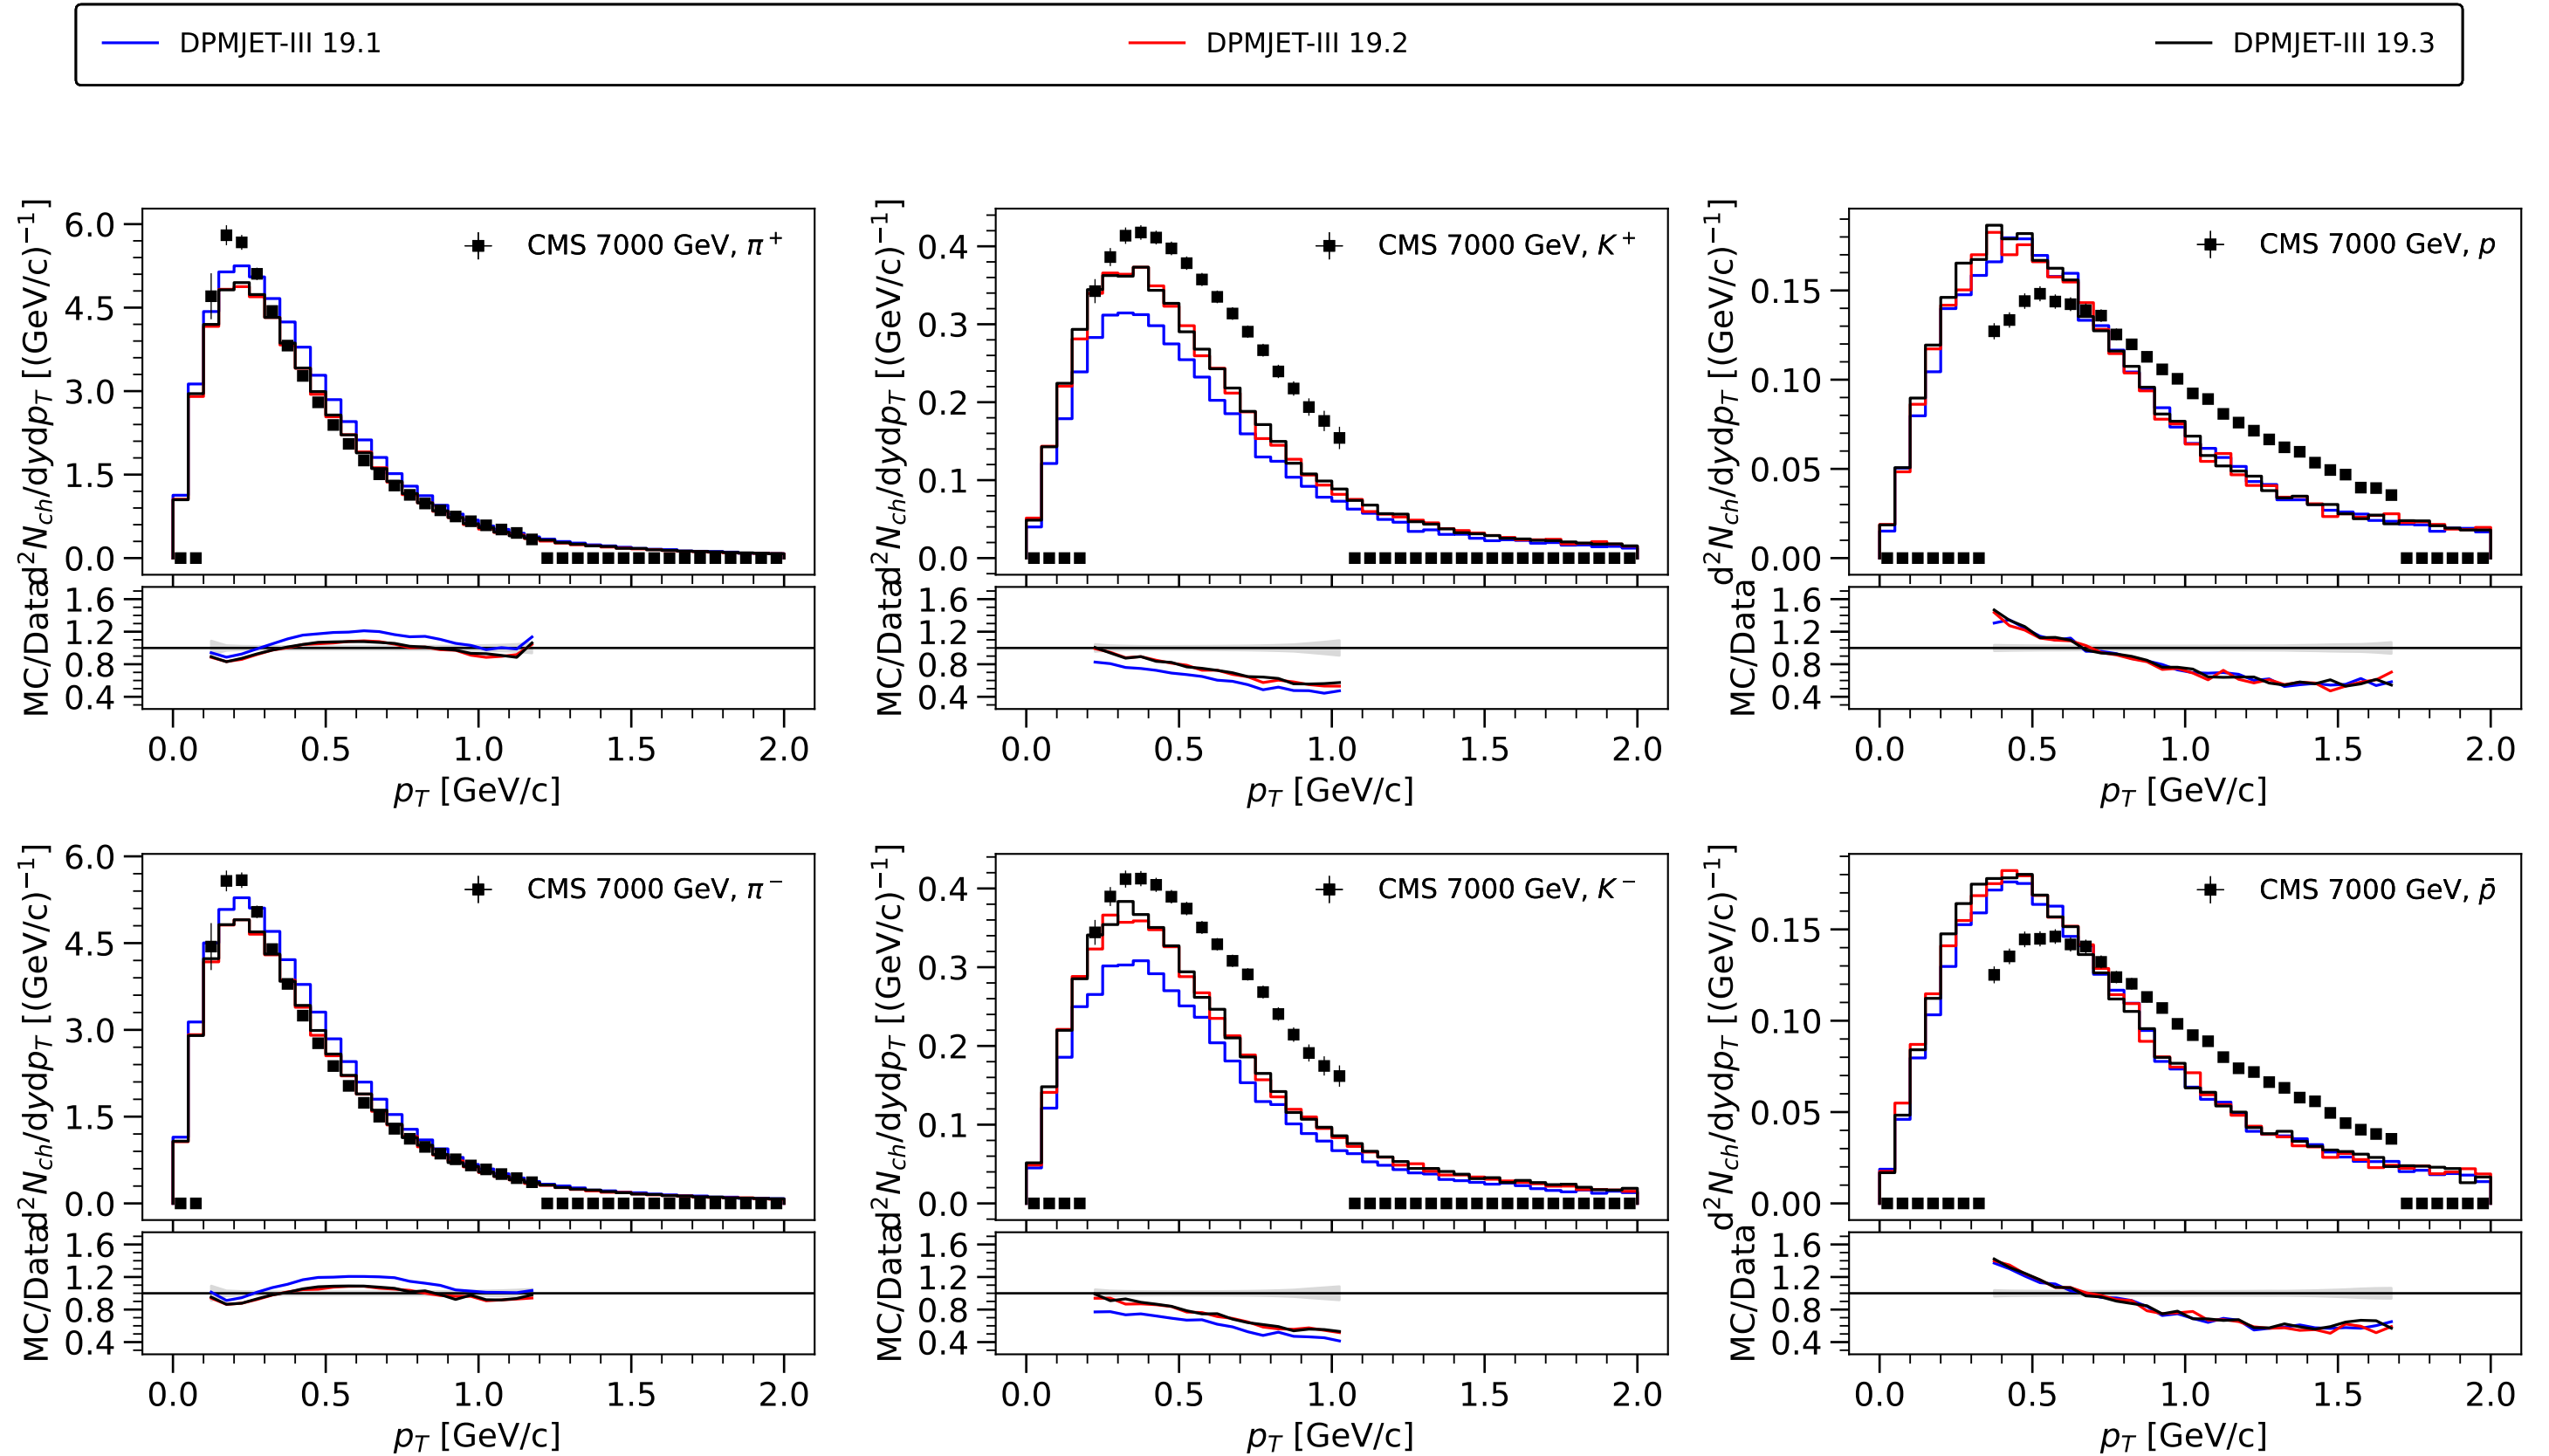 DPMJET-III 19.1
DPMJET-III 19.2
DPMJET-III 19.3
d²N_ch/dydp_T [(GeV/c)⁻¹]
6.0
4.5
3.0
1.5
0.0
CMS 7000 GeV, π⁺
MC/Data
1.6
1.2
0.8
0.4
0.0 0.5 1.0 1.5 2.0
p_T [GeV/c]
d²N_ch/dydp_T [(GeV/c)⁻¹]
0.4
0.3
0.2
0.1
0.0
CMS 7000 GeV, K⁺
MC/Data
1.6
1.2
0.8
0.4
0.0 0.5 1.0 1.5 2.0
p_T [GeV/c]
d²N_ch/dydp_T [(GeV/c)⁻¹]
0.15
0.10
0.05
0.00
CMS 7000 GeV, p
MC/Data
1.6
1.2
0.8
0.4
0.0 0.5 1.0 1.5 2.0
p_T [GeV/c]
d²N_ch/dydp_T [(GeV/c)⁻¹]
6.0
4.5
3.0
1.5
0.0
CMS 7000 GeV, π⁻
MC/Data
1.6
1.2
0.8
0.4
0.0 0.5 1.0 1.5 2.0
p_T [GeV/c]
d²N_ch/dydp_T [(GeV/c)⁻¹]
0.4
0.3
0.2
0.1
0.0
CMS 7000 GeV, K⁻
MC/Data
1.6
1.2
0.8
0.4
0.0 0.5 1.0 1.5 2.0
p_T [GeV/c]
d²N_ch/dydp_T [(GeV/c)⁻¹]
0.15
0.10
0.05
0.00
CMS 7000 GeV, p̄
MC/Data
1.6
1.2
0.8
0.4
0.0 0.5 1.0 1.5 2.0
p_T [GeV/c]